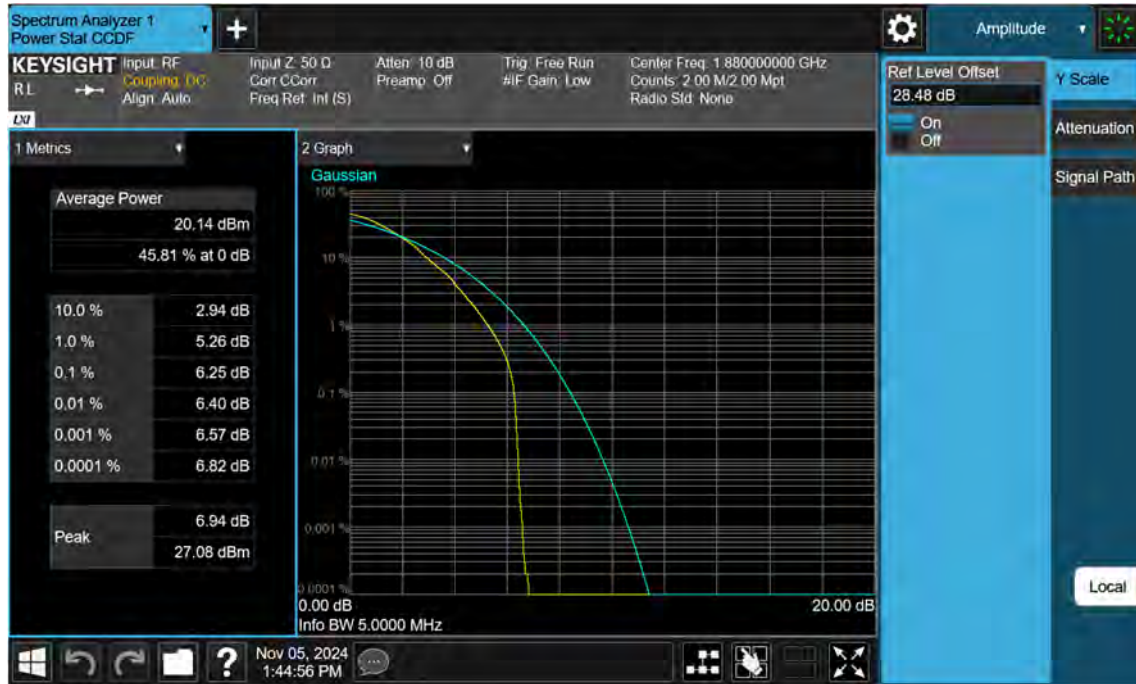 Spectrum Analyzer 1
Power Stat CCDF
+
Amplitude
KEYSIGHT
RL
LXI
Input: RF
Coupling: DC
Align: Auto
Input Z: 50 Ω
Corr CCorr
Freq Ref: Int (S)
Atten: 10 dB
Preamp: Off
Trig: Free Run
#IF Gain: Low
Center Freq: 1.880000000 GHz
Counts: 2.00 M/2.00 Mpt
Radio Std: None
Ref Level Offset
28.48 dB
On
Off
Y Scale
Attenuation
Signal Path
Local
1 Metrics
Average Power
20.14 dBm
45.81 % at 0 dB
10.0 % 2.94 dB
1.0 % 5.26 dB
0.1 % 6.25 dB
0.01 % 6.40 dB
0.001 % 6.57 dB
0.0001 % 6.82 dB
Peak
6.94 dB
27.08 dBm
2 Graph
Gaussian
100 %
10 %
1 %
0.1 %
0.01 %
0.001 %
0.0001 %
0.00 dB
20.00 dB
Info BW 5.0000 MHz
?
Nov 05, 2024
1:44:56 PM